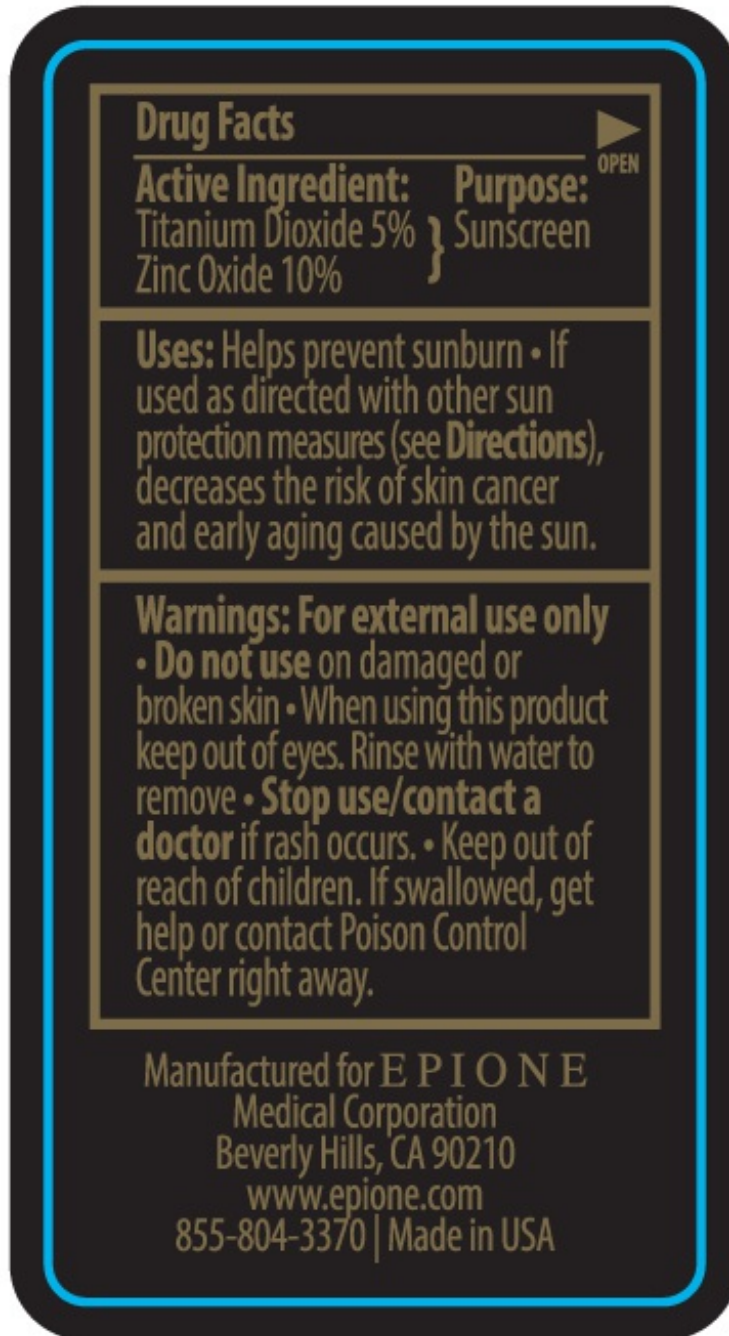 Drug Facts
OPEN
Active Ingredient: Purpose:
Titanium Dioxide 5% } Sunscreen
Zinc Oxide 10%
Uses: Helps prevent sunburn • If
used as directed with other sun
protection measures (see Directions),
decreases the risk of skin cancer
and early aging caused by the sun.
Warnings: For external use only
• Do not use on damaged or
broken skin • When using this product
keep out of eyes. Rinse with water to
remove • Stop use/contact a
doctor if rash occurs. • Keep out of
reach of children. If swallowed, get
help or contact Poison Control
Center right away.
Manufactured for EPIONE
Medical Corporation
Beverly Hills, CA 90210
www.epione.com
855-804-3370 | Made in USA